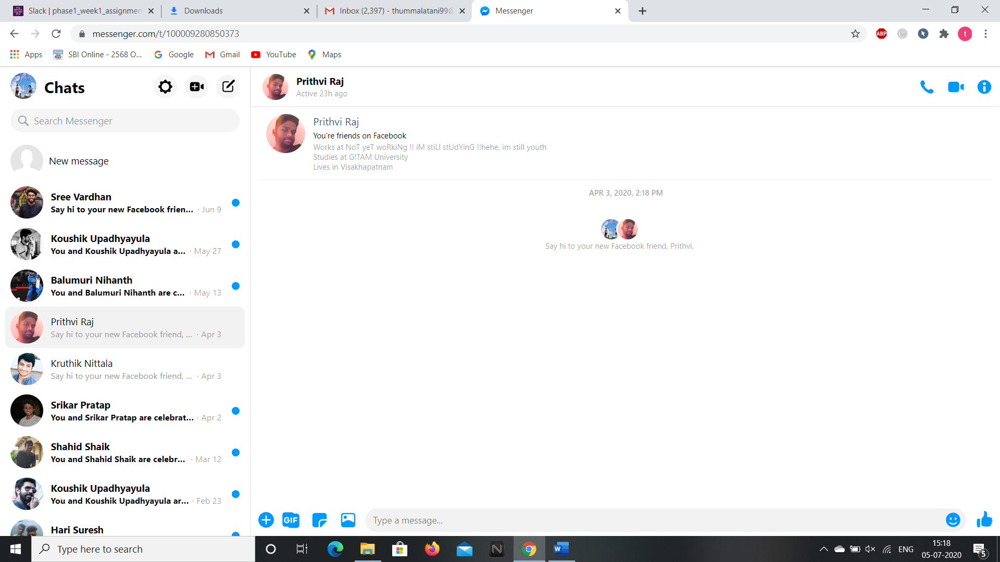 Slack | phase1_week1_assignmen
Downloads
Inbox (2,397) - thummalatani99@
Messenger
messenger.com/t/100009280850373
ABP
t
Apps
SBI Online - 2568 O...
Google
Gmail
YouTube
Maps
Chats
Search Messenger
New message
Sree Vardhan
Say hi to your new Facebook frien... · Jun 9
Koushik Upadhyayula
You and Koushik Upadhyayula a... · May 27
Balumuri Nihanth
You and Balumuri Nihanth are c... · May 13
Prithvi Raj
Say hi to your new Facebook friend, ... · Apr 3
Kruthik Nittala
Say hi to your new Facebook friend, ... · Apr 3
Srikar Pratap
You and Srikar Pratap are celebrat... · Apr 2
Shahid Shaik
You and Shahid Shaik are celebr... · Mar 12
Koushik Upadhyayula
You and Koushik Upadhyayula ar... · Feb 23
Hari Suresh
Prithvi Raj
Active 23h ago
Prithvi Raj
You're friends on Facebook
Works at NoT yeT woRkiNg !! iM stiLl stUdYinG !!hehe, im still youth
Studies at GITAM University
Lives in Visakhapatnam
APR 3, 2020, 2:18 PM
Say hi to your new Facebook friend, Prithvi.
GIF
Type a message...
Type here to search
N
W
ENG
15:18
05-07-2020
5